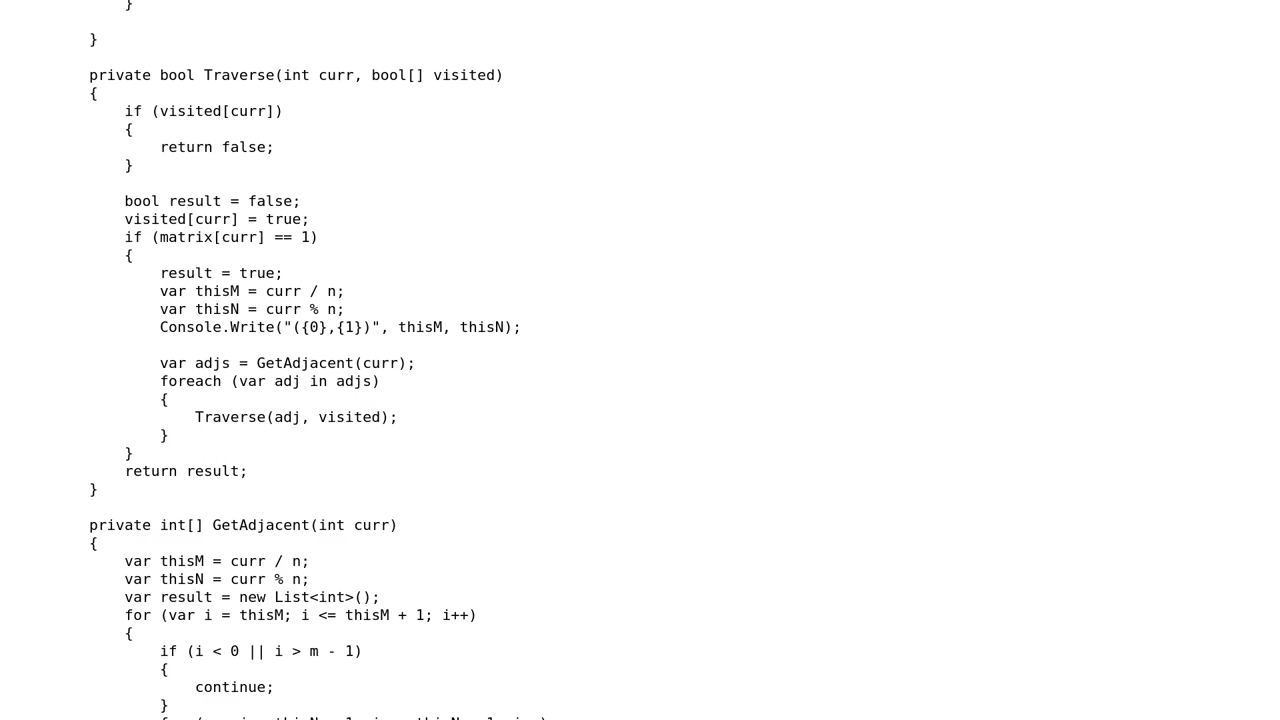 }
}
private bool Traverse(int curr, bool[] visited)
{
if (visited[curr])
{
return false;
}
bool result = false;
visited[curr] = true;
if (matrix[curr] == 1)
{
result = true;
var thisM = curr / n;
var thisN = curr % n;
Console.Write("({0},{1})", thisM, thisN);
var adjs = GetAdjacent(curr);
foreach (var adj in adjs)
{
Traverse(adj, visited);
}
}
return result;
}
private int[] GetAdjacent(int curr)
{
var thisM = curr / n;
var thisN = curr % n;
var result = new List<int>();
for (var i = thisM; i <= thisM + 1; i++)
{
if (i < 0 || i > m - 1)
{
continue;
}